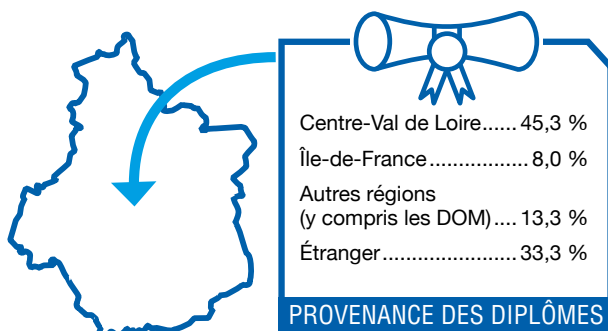 Centre-Val de Loire...... 45,3 %
Île-de-France.................. 8,0 %
Autres régions
(y compris les DOM).... 13,3 %
Étranger........................ 33,3 %
PROVENANCE DES DIPLÔMES